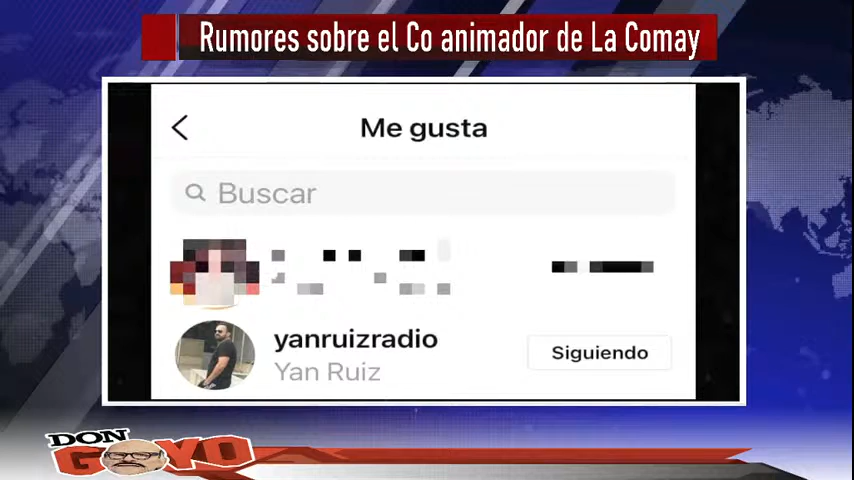 Rumores sobre el Co animador de La Comay
Me gusta
Buscar
yanruizradio
Yan Ruiz
Siguiendo
DON
GOYO